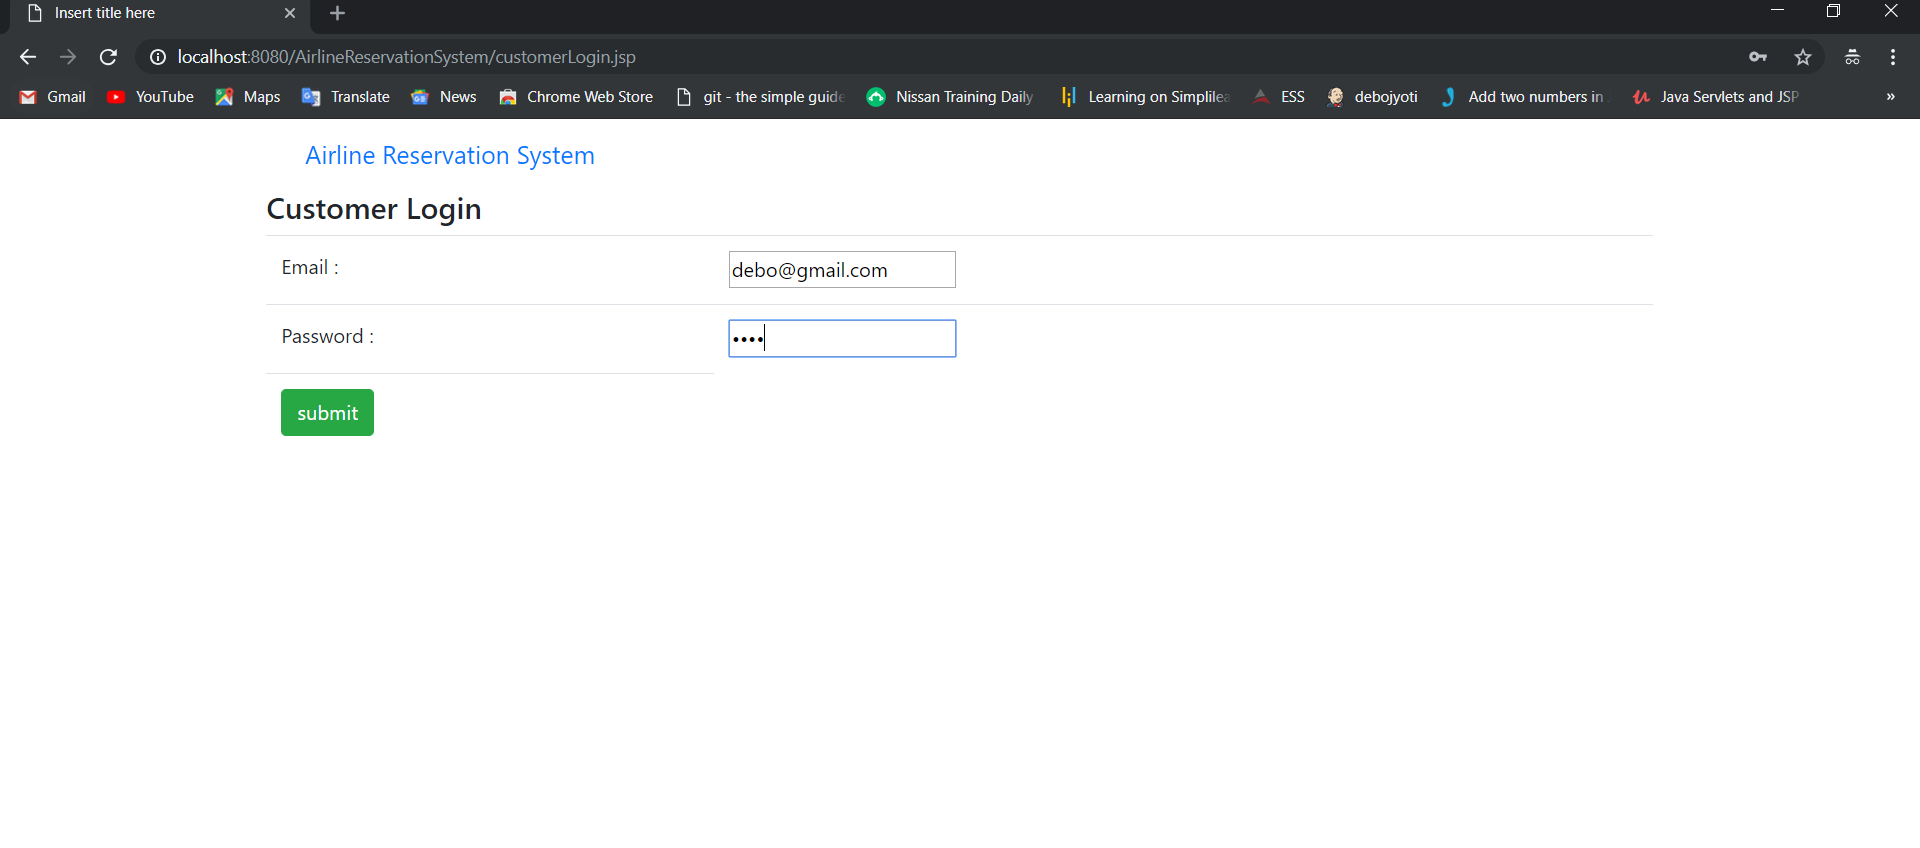 Insert title here
localhost:8080/AirlineReservationSystem/customerLogin.jsp
Gmail YouTube Maps Translate News Chrome Web Store git - the simple guide Nissan Training Daily Learning on Simplilea ESS debojyoti Add two numbers in Java Servlets and JSP »
Airline Reservation System
Customer Login
Email : debo@gmail.com
Password : ••••
submit